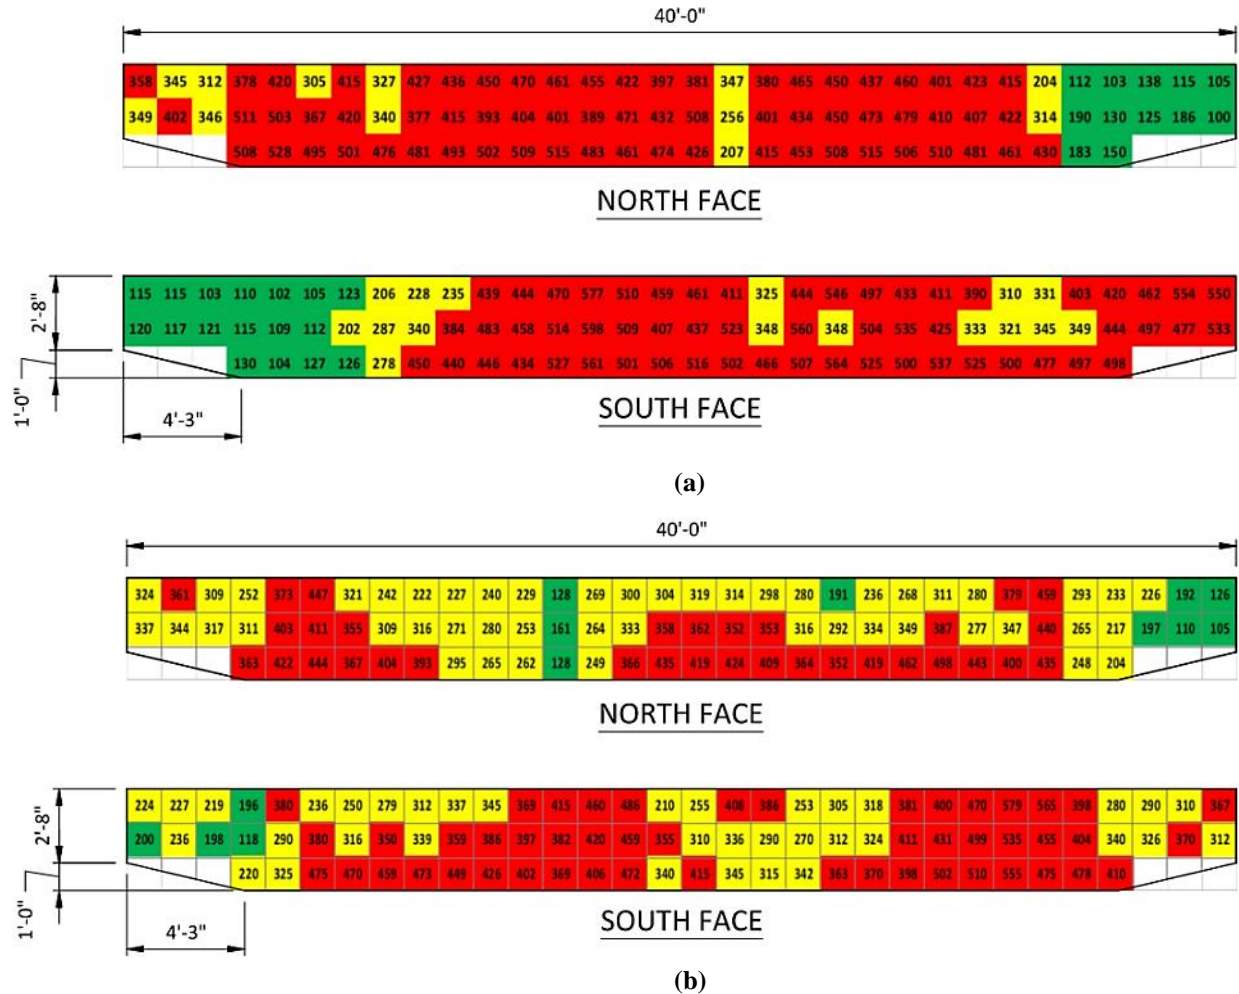 40'-0"
358 345 312 378 420 305 415 327 427 436 450 470 461 455 422 397 381 347 380 465 450 437 460 401 423 415 204 112 103 138 115 105
349 402 346 511 503 367 420 340 377 415 393 404 401 389 471 432 508 256 401 434 450 473 479 410 407 422 314 190 130 125 186 100
508 528 495 501 476 481 493 502 509 515 483 461 474 426 207 415 453 508 515 506 510 481 461 430 183 150
NORTH FACE
115 115 103 110 102 105 123 206 228 235 439 444 470 577 510 459 461 411 325 444 546 497 433 411 390 310 331 403 420 462 554 550
120 117 121 115 109 112 202 287 340 384 483 458 514 598 509 407 437 523 348 560 348 504 535 425 333 321 345 349 444 497 477 533
130 104 127 126 278 450 440 446 434 527 561 501 506 516 502 466 507 564 525 500 537 525 500 477 497 498
2'-8"
1'-0"
4'-3"
SOUTH FACE
(a)
40'-0"
324 361 309 252 373 447 321 242 222 227 240 229 128 269 300 304 319 314 298 280 191 236 268 311 280 379 459 293 233 226 192 126
337 344 317 311 403 411 355 309 316 271 280 253 161 264 333 358 362 352 353 316 292 334 349 387 277 347 440 265 217 197 110 105
363 422 444 367 404 393 295 265 262 128 249 366 435 419 424 409 364 352 419 462 498 443 400 435 248 204
NORTH FACE
224 227 219 196 380 236 250 279 312 337 345 369 415 460 486 210 255 408 386 253 305 318 381 400 470 579 565 398 280 290 310 367
200 236 198 118 290 380 316 350 339 359 386 397 382 420 459 355 310 336 290 270 312 324 411 431 499 535 455 404 340 326 370 312
220 325 475 470 459 473 449 426 402 369 406 472 340 415 345 315 342 363 370 398 502 510 555 475 478 410
2'-8"
1'-0"
4'-3"
SOUTH FACE
(b)